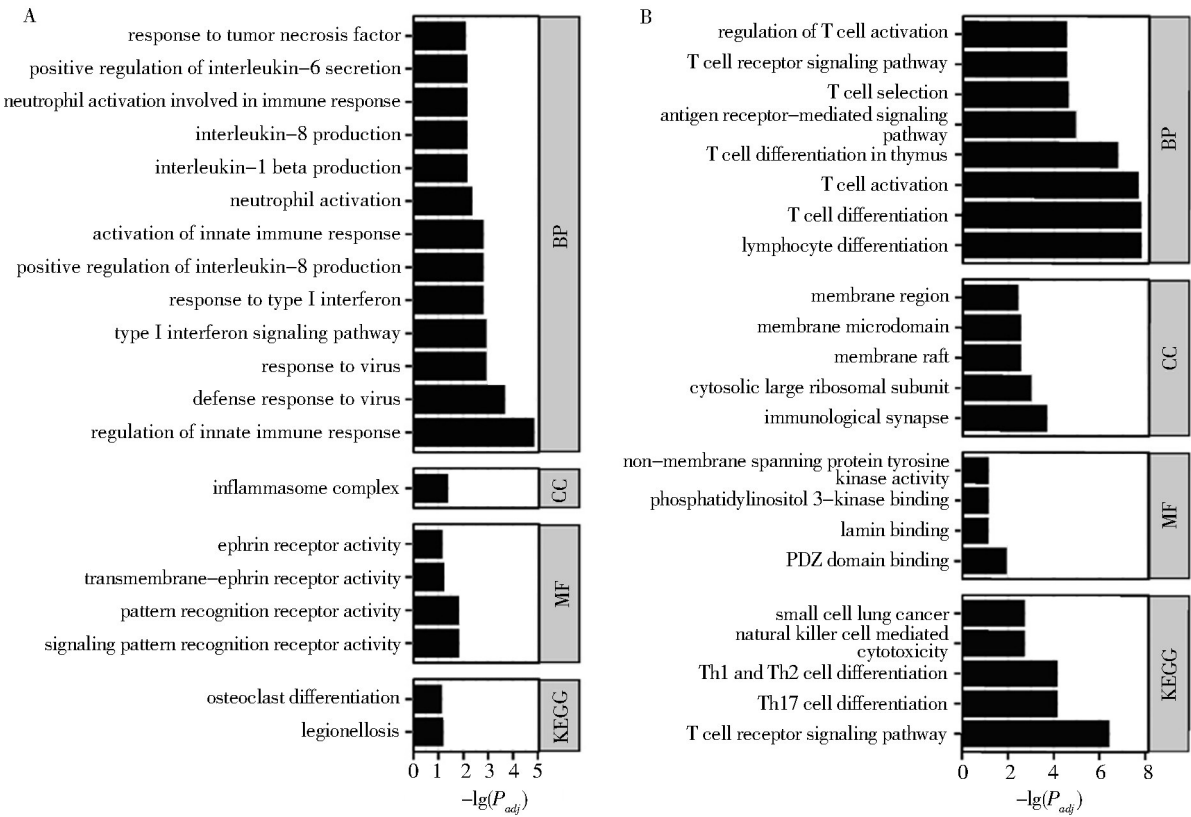 A
response to tumor necrosis factor
positive regulation of interleukin−6 secretion
neutrophil activation involved in immune response
interleukin−8 production
interleukin−1 beta production
neutrophil activation
activation of innate immune response
positive regulation of interleukin−8 production
response to type I interferon
type I interferon signaling pathway
response to virus
defense response to virus
regulation of innate immune response
BP
inflammasome complex
CC
ephrin receptor activity
transmembrane−ephrin receptor activity
pattern recognition receptor activity
signaling pattern recognition receptor activity
MF
osteoclast differentiation
legionellosis
KEGG
0 1 2 3 4 5
−lg(Padj)
B
regulation of T cell activation
T cell receptor signaling pathway
T cell selection
antigen receptor−mediated signaling
pathway
T cell differentiation in thymus
T cell activation
T cell differentiation
lymphocyte differentiation
BP
membrane region
membrane microdomain
membrane raft
cytosolic large ribosomal subunit
immunological synapse
CC
non−membrane spanning protein tyrosine
kinase activity
phosphatidylinositol 3−kinase binding
lamin binding
PDZ domain binding
MF
small cell lung cancer
natural killer cell mediated
cytotoxicity
Th1 and Th2 cell differentiation
Th17 cell differentiation
T cell receptor signaling pathway
KEGG
0 2 4 6 8
−lg(Padj)